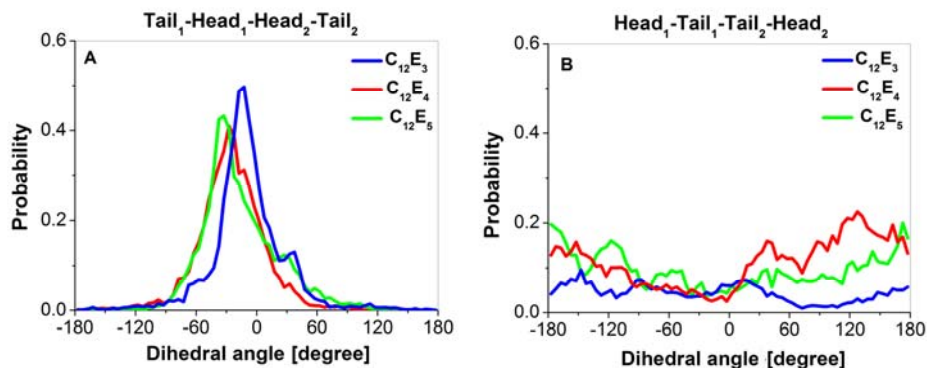 Tail₁-Head₁-Head₂-Tail₂
A
C₁₂E₃
C₁₂E₄
C₁₂E₅
Probability
0.6
0.4
0.2
0.0
-180 -120 -60 0 60 120 180
Dihedral angle [degree]
Head₁-Tail₁-Tail₂-Head₂
B
C₁₂E₃
C₁₂E₄
C₁₂E₅
Probability
0.6
0.4
0.2
0.0
-180 -120 -60 0 60 120 180
Dihedral angle [degree]